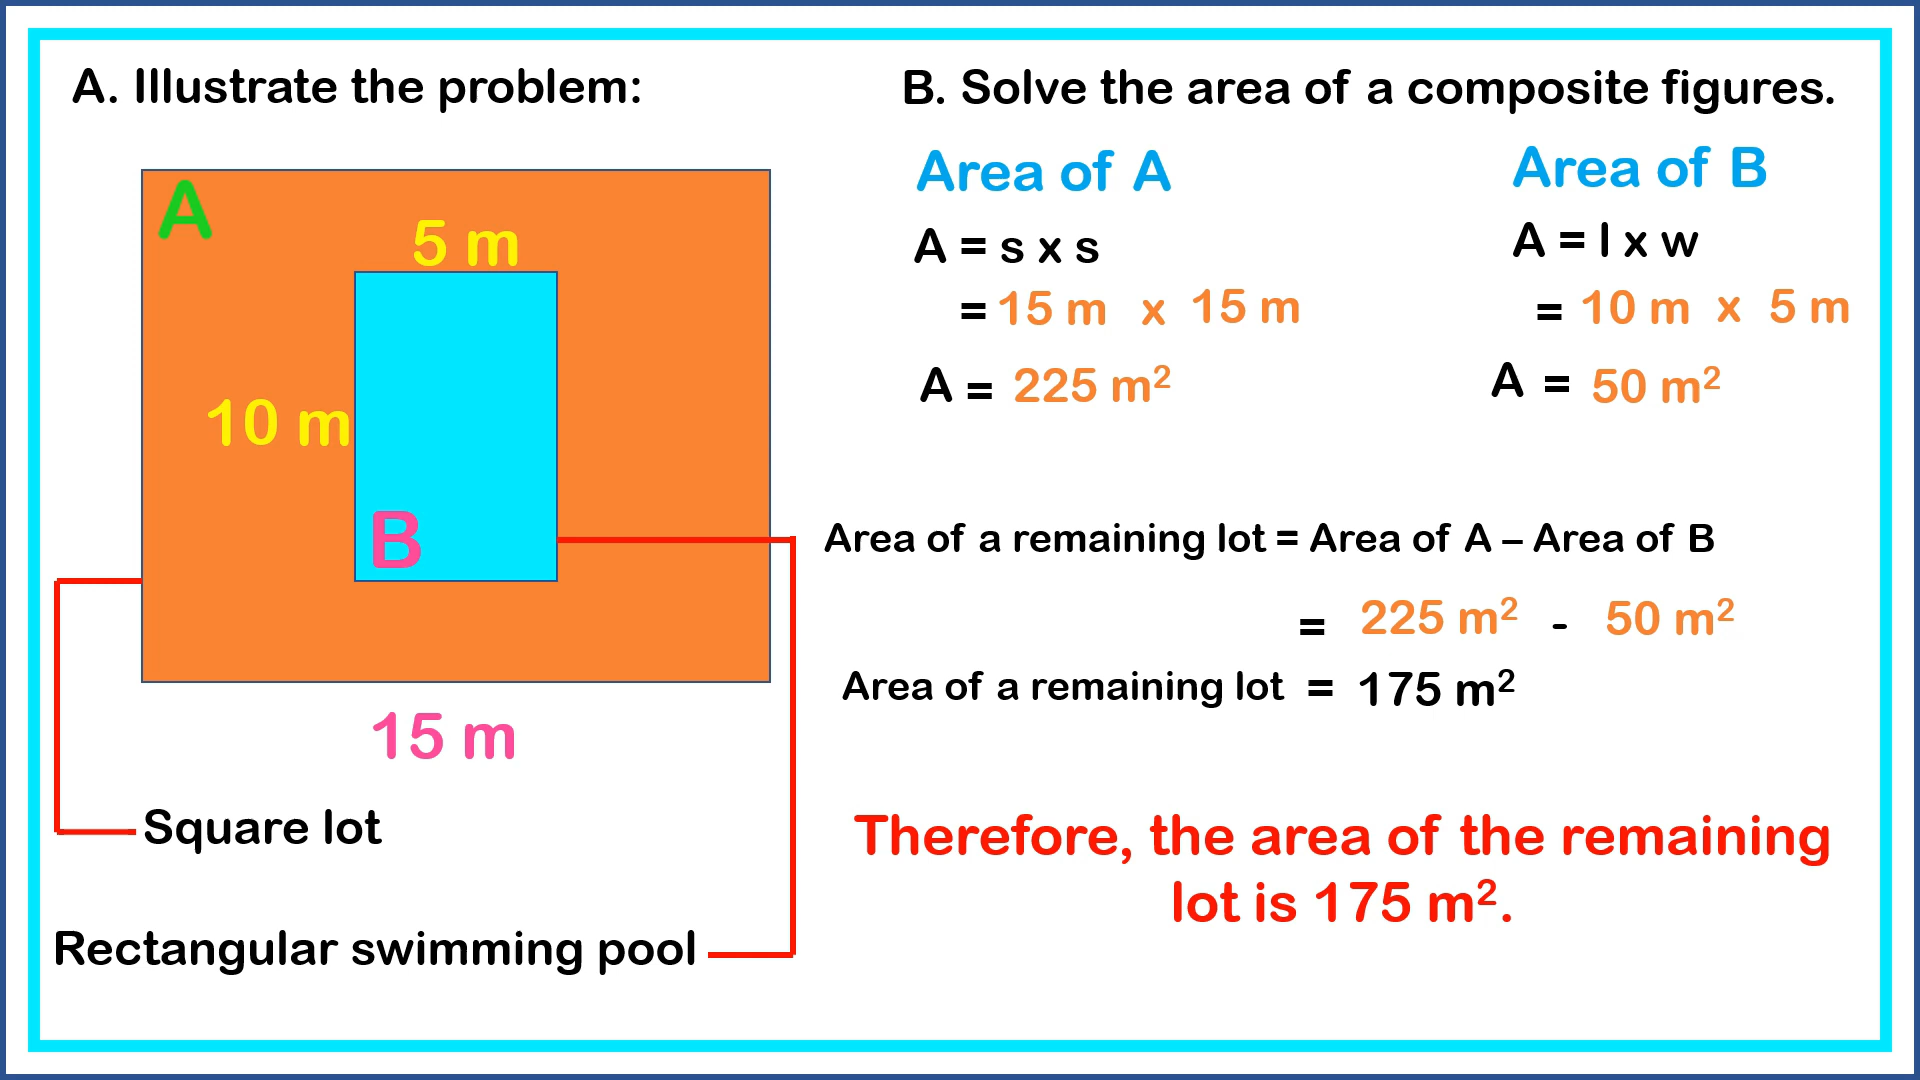 A. Illustrate the problem:
A
5 m
10 m
B
15 m
Square lot
Rectangular swimming pool
B. Solve the area of a composite figures.
Area of A
A = s x s
= 15 m x 15 m
A = 225 m²
Area of B
A = l x w
= 10 m x 5 m
A = 50 m²
Area of a remaining lot = Area of A – Area of B
= 225 m² - 50 m²
Area of a remaining lot = 175 m²
Therefore, the area of the remaining
lot is 175 m².